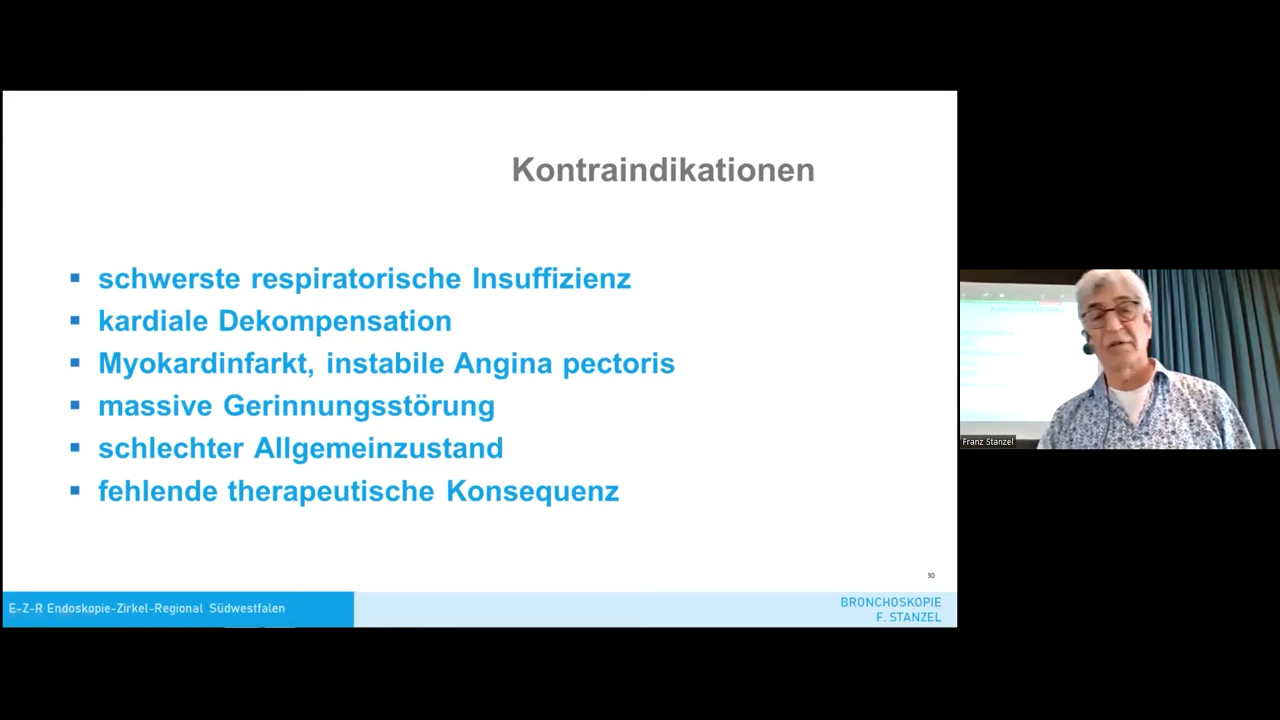 Kontraindikationen
▪ schwerste respiratorische Insuffizienz
▪ kardiale Dekompensation
▪ Myokardinfarkt, instabile Angina pectoris
▪ massive Gerinnungsstörung
▪ schlechter Allgemeinzustand
▪ fehlende therapeutische Konsequenz
30
E-Z-R Endoskopie-Zirkel-Regional Südwestfalen
BRONCHOSKOPIE
F. STANZEL
Franz Stanzel